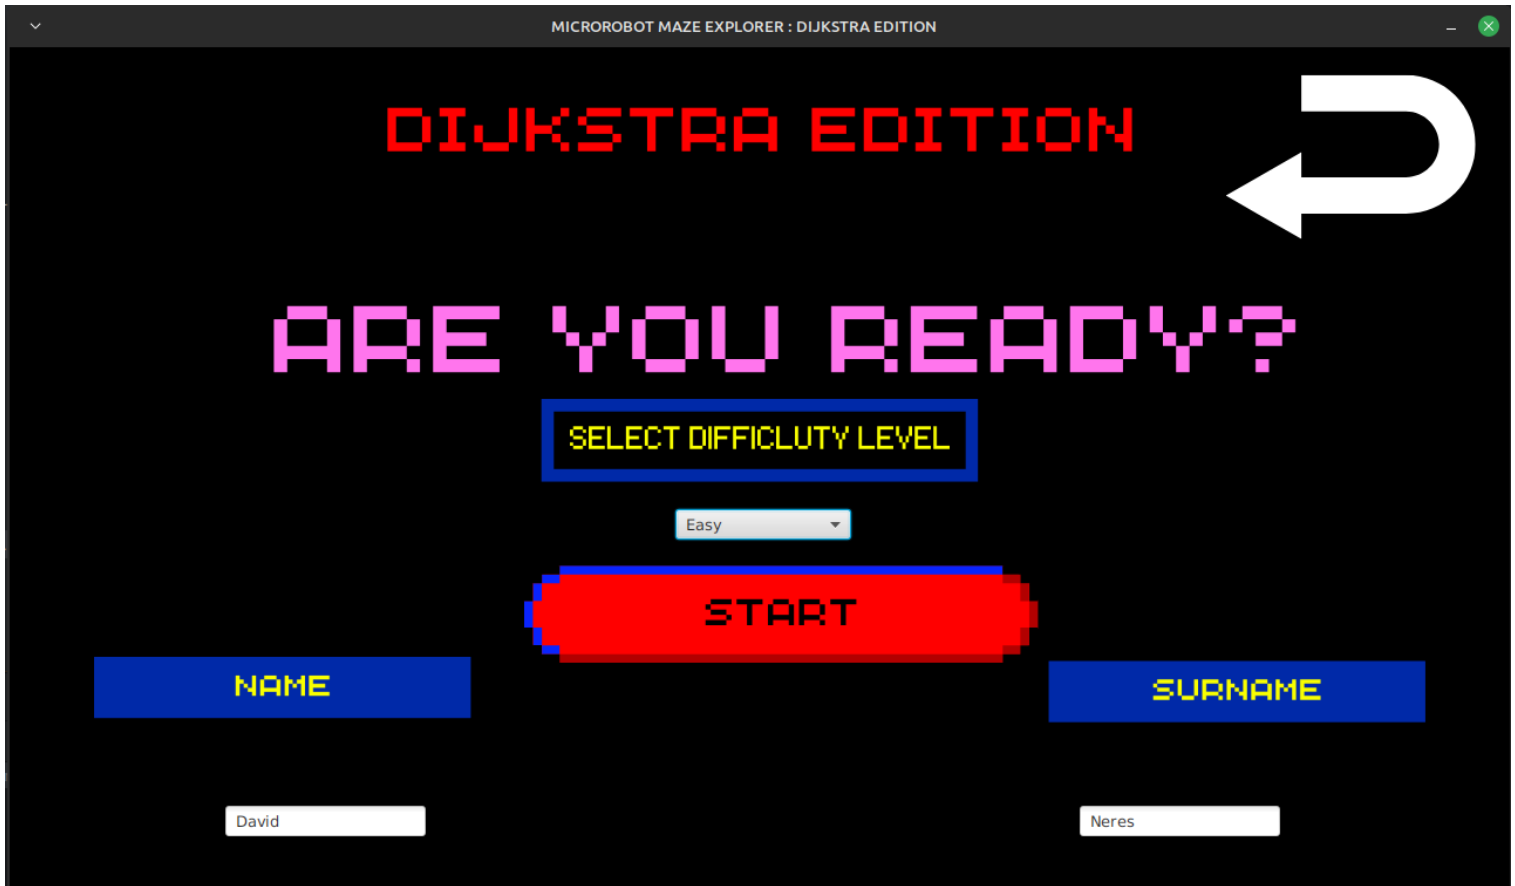 MICROROBOT MAZE EXPLORER : DIJKSTRA EDITION
DIJKSTRA EDITION
ARE YOU READY?
SELECT DIFFICLUTY LEVEL
Easy
START
NAME
SURNAME
David
Neres